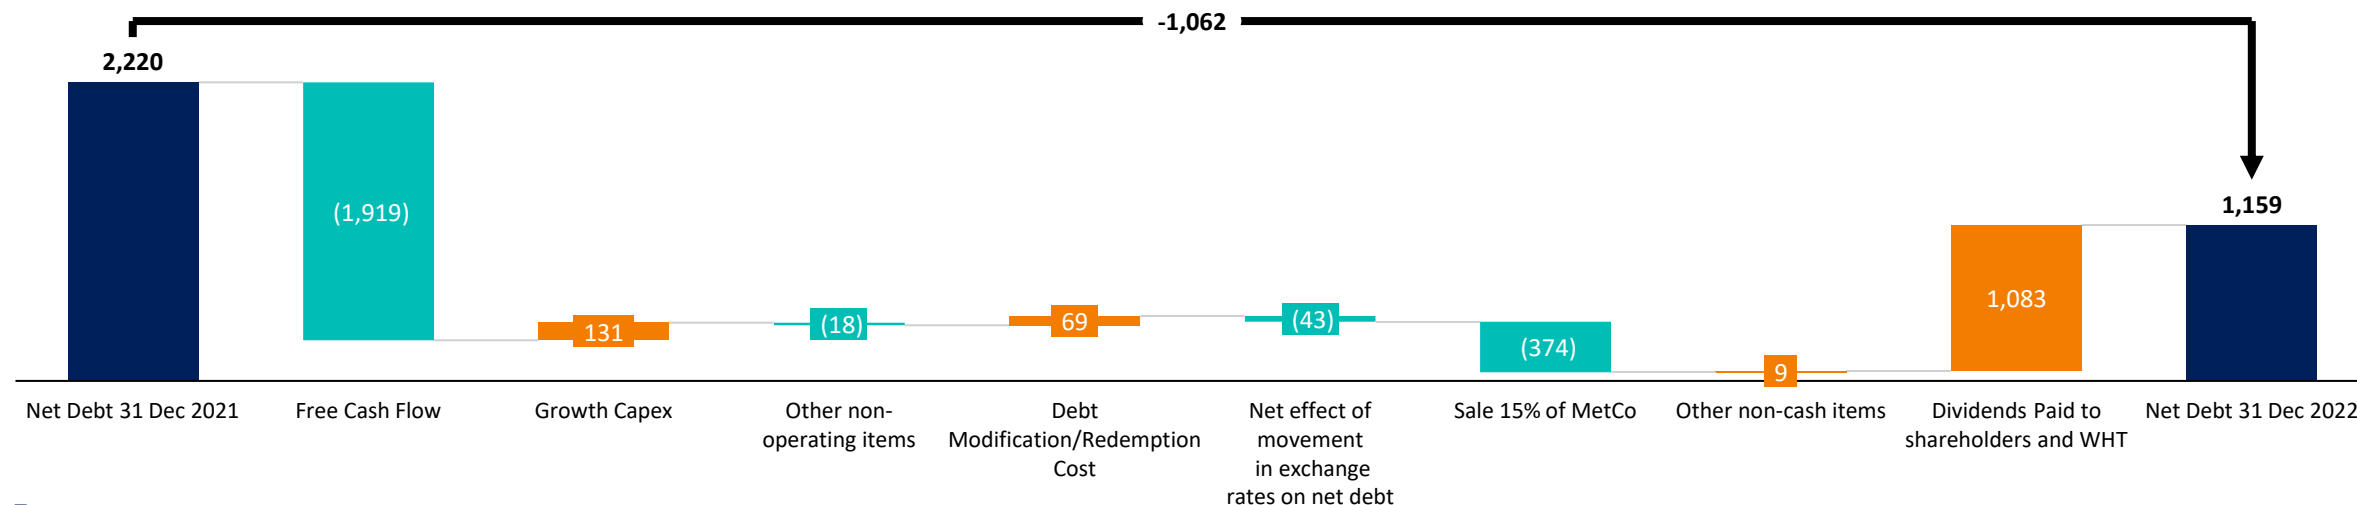 -1,062
2,220
(1,919)
131
(18)
69
(43)
(374)
9
1,083
1,159
Net Debt 31 Dec 2021
Free Cash Flow
Growth Capex
Other non-
operating items
Debt
Modification/Redemption
Cost
Net effect of
movement
in exchange
rates on net debt
Sale 15% of MetCo
Other non-cash items
Dividends Paid to
shareholders and WHT
Net Debt 31 Dec 2022